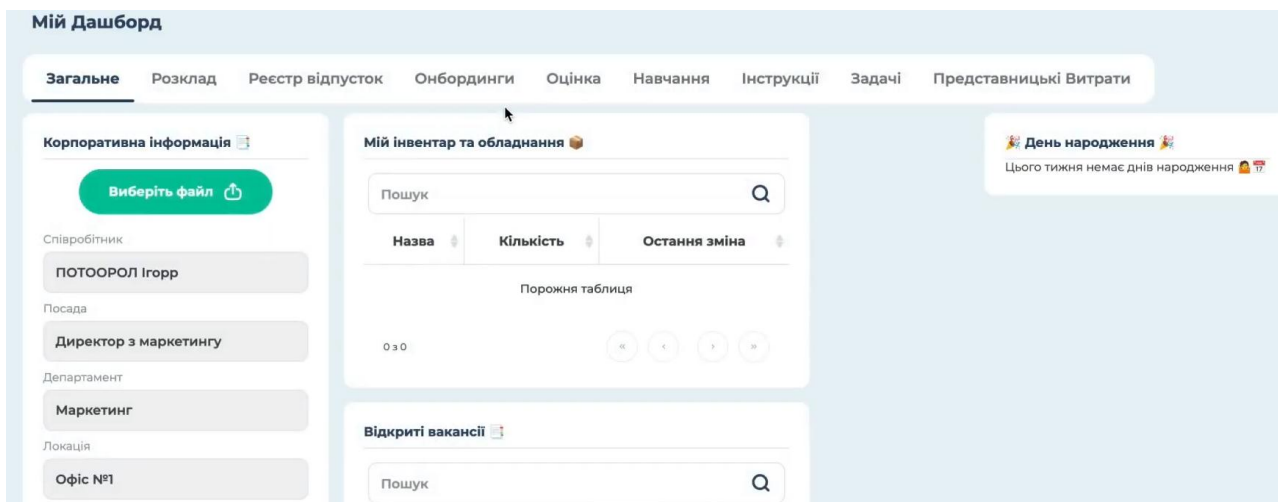 Мій Дашборд
Загальне Розклад Реєстр відпусток Онбординги Оцінка Навчання Інструкції Задачі Представницькі Витрати
Корпоративна інформація
Виберіть файл
Співробітник
ПОТООРОЛ Ігорр
Посада
Директор з маркетингу
Департамент
Маркетинг
Локація
Офіс №1
Мій інвентар та обладнання
Пошук
Назва Кількість Остання зміна
Порожня таблиця
0 з 0
Відкриті вакансії
Пошук
День народження
Цього тижня немає днів народження